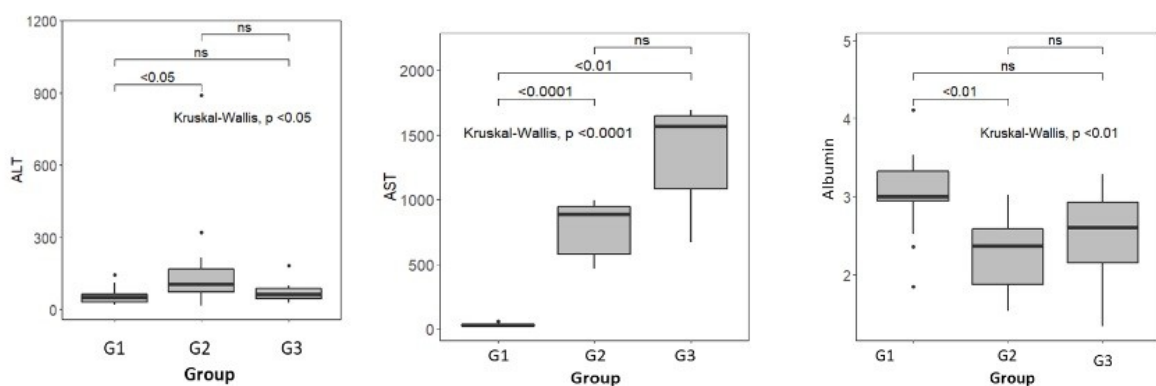 1200
900
600
300
0
ALT
ns
ns
<0.05
Kruskal-Wallis, p <0.05
G1 G2 G3
Group
2000
1500
1000
500
0
AST
ns
<0.01
<0.0001
Kruskal-Wallis, p <0.0001
G1 G2 G3
Group
5
4
3
2
Albumin
ns
ns
<0.01
Kruskal-Wallis, p <0.01
G1 G2 G3
Group